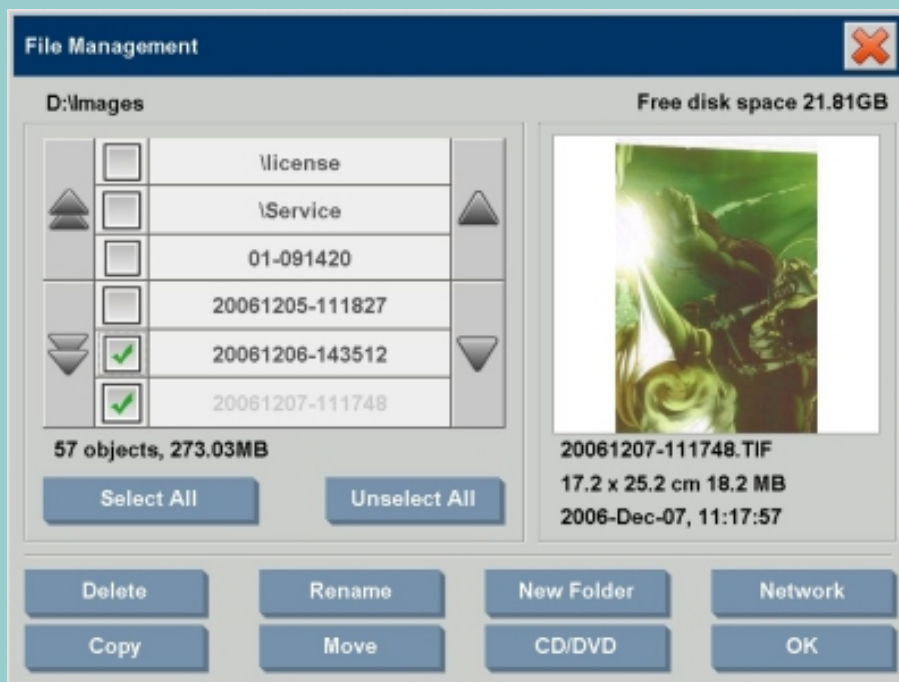 File Management
D:\Images
Free disk space 21.81GB
\license
\Service
01-091420
20061205-111827
20061206-143512
20061207-111748
57 objects, 273.03MB
Select All
Unselect All
20061207-111748.TIF
17.2 x 25.2 cm 18.2 MB
2006-Dec-07, 11:17:57
Delete
Rename
New Folder
Network
Copy
Move
CD/DVD
OK